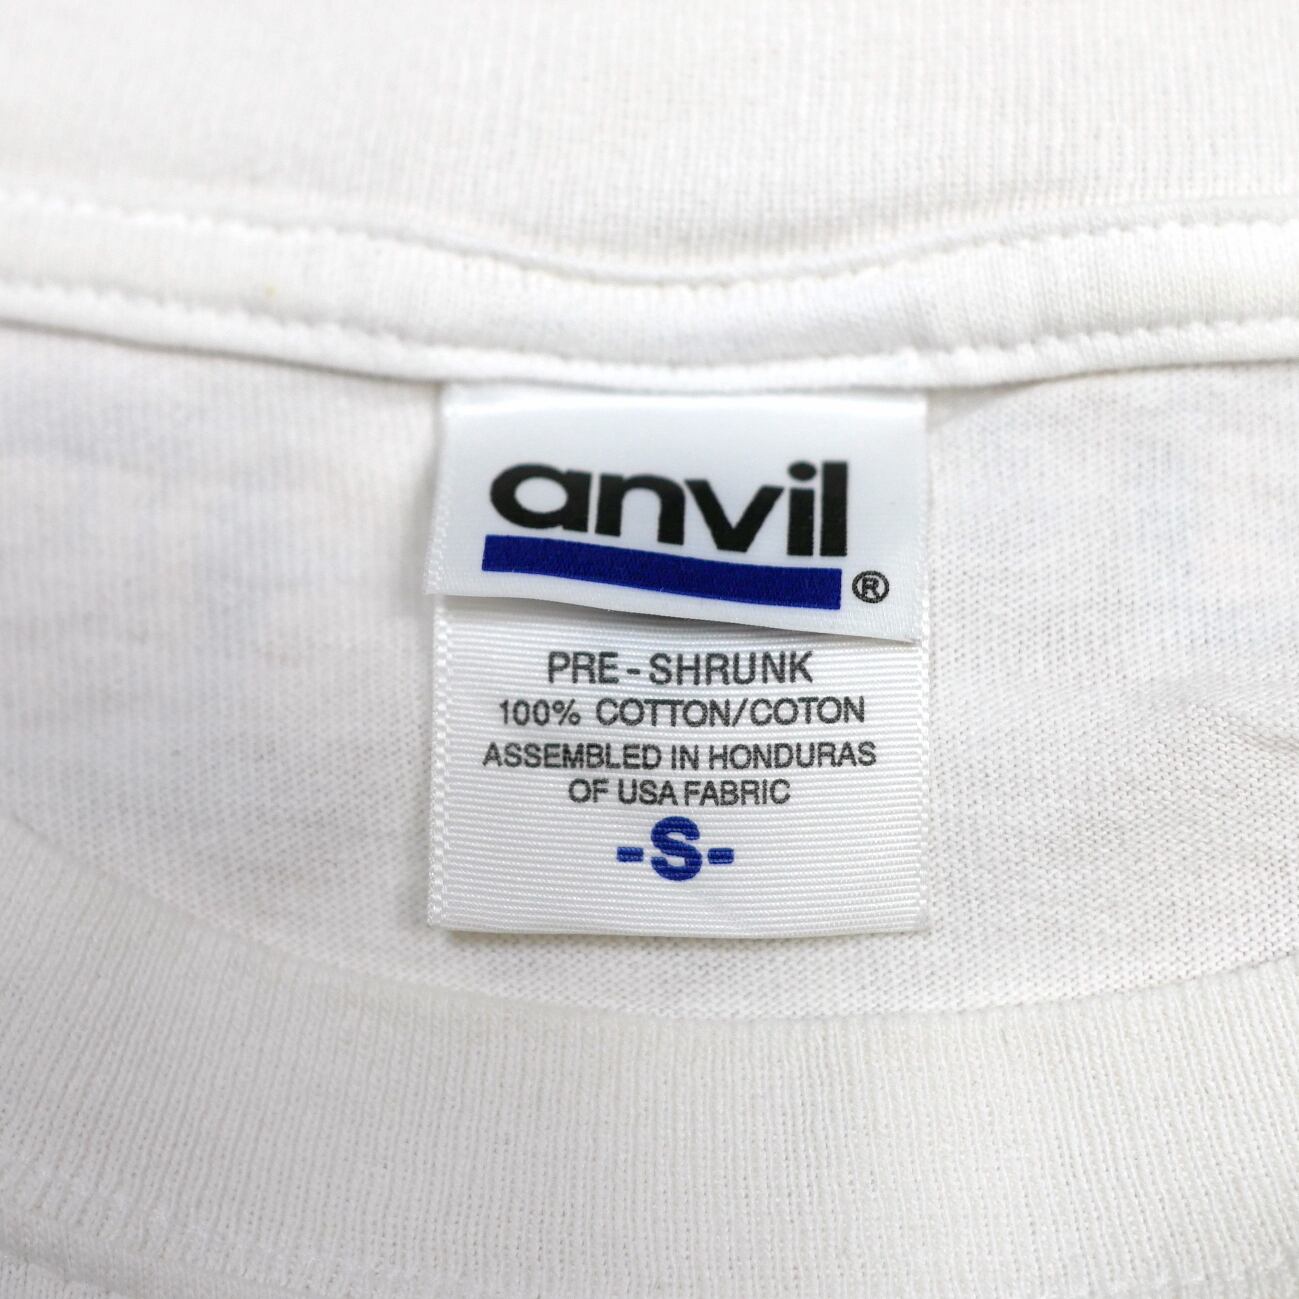 anvil
®
PRE-SHRUNK
100% COTTON/COTON
ASSEMBLED IN HONDURAS
OF USA FABRIC
-S-